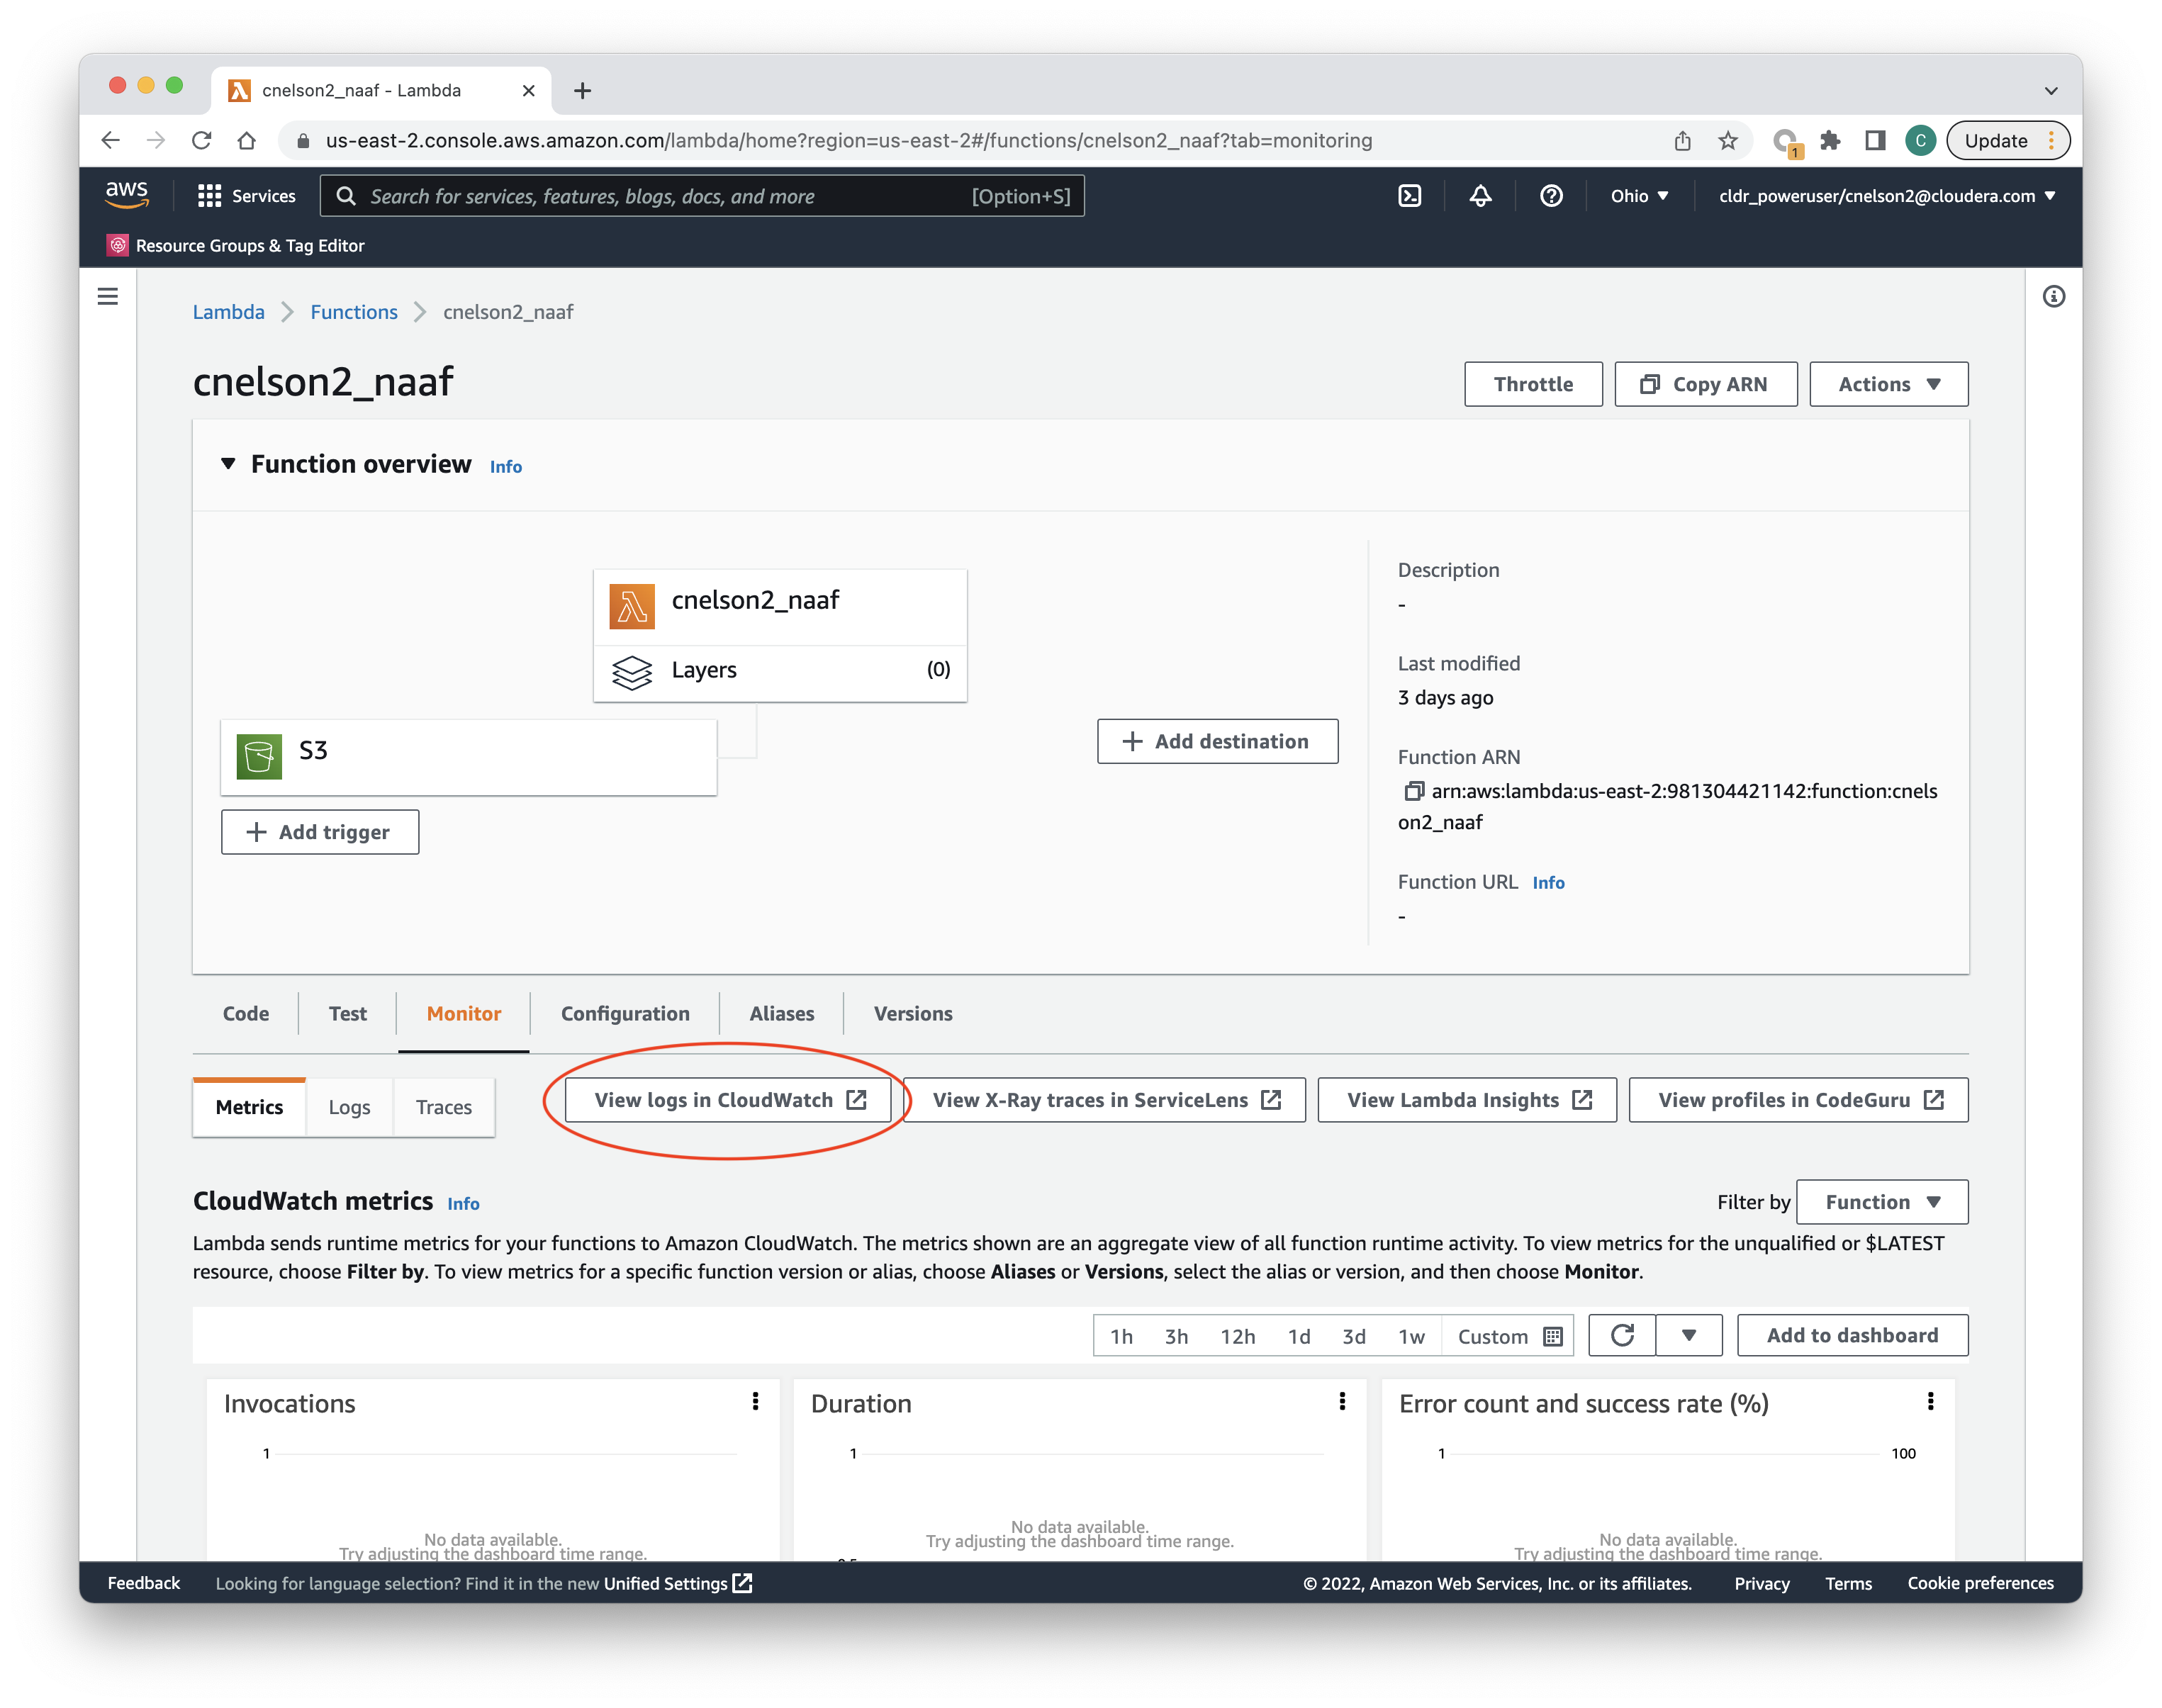 cnelson2_naaf - Lambda
us-east-2.console.aws.amazon.com/lambda/home?region=us-east-2#/functions/cnelson2_naaf?tab=monitoring
1
C
Update
aws
Services
Search for services, features, blogs, docs, and more
[Option+S]
Ohio
cldr_poweruser/cnelson2@cloudera.com
Resource Groups & Tag Editor
Lambda
Functions
cnelson2_naaf
cnelson2_naaf
Throttle
Copy ARN
Actions
Function overview
Info
cnelson2_naaf
Layers
(0)
S3
Add trigger
Add destination
Description
-
Last modified
3 days ago
Function ARN
arn:aws:lambda:us-east-2:981304421142:function:cnels
on2_naaf
Function URL
Info
-
Code
Test
Monitor
Configuration
Aliases
Versions
Metrics
Logs
Traces
View logs in CloudWatch
View X-Ray traces in ServiceLens
View Lambda Insights
View profiles in CodeGuru
CloudWatch metrics
Info
Filter by
Function
Lambda sends runtime metrics for your functions to Amazon CloudWatch. The metrics shown are an aggregate view of all function runtime activity. To view metrics for the unqualified or $LATEST
resource, choose Filter by. To view metrics for a specific function version or alias, choose Aliases or Versions, select the alias or version, and then choose Monitor.
1h
3h
12h
1d
3d
1w
Custom
Add to dashboard
Invocations
1
No data available.
Try adjusting the dashboard time range.
Duration
1
No data available.
Try adjusting the dashboard time range.
Error count and success rate (%)
1
100
No data available.
Try adjusting the dashboard time range.
Feedback
Looking for language selection? Find it in the new Unified Settings
© 2022, Amazon Web Services, Inc. or its affiliates.
Privacy
Terms
Cookie preferences